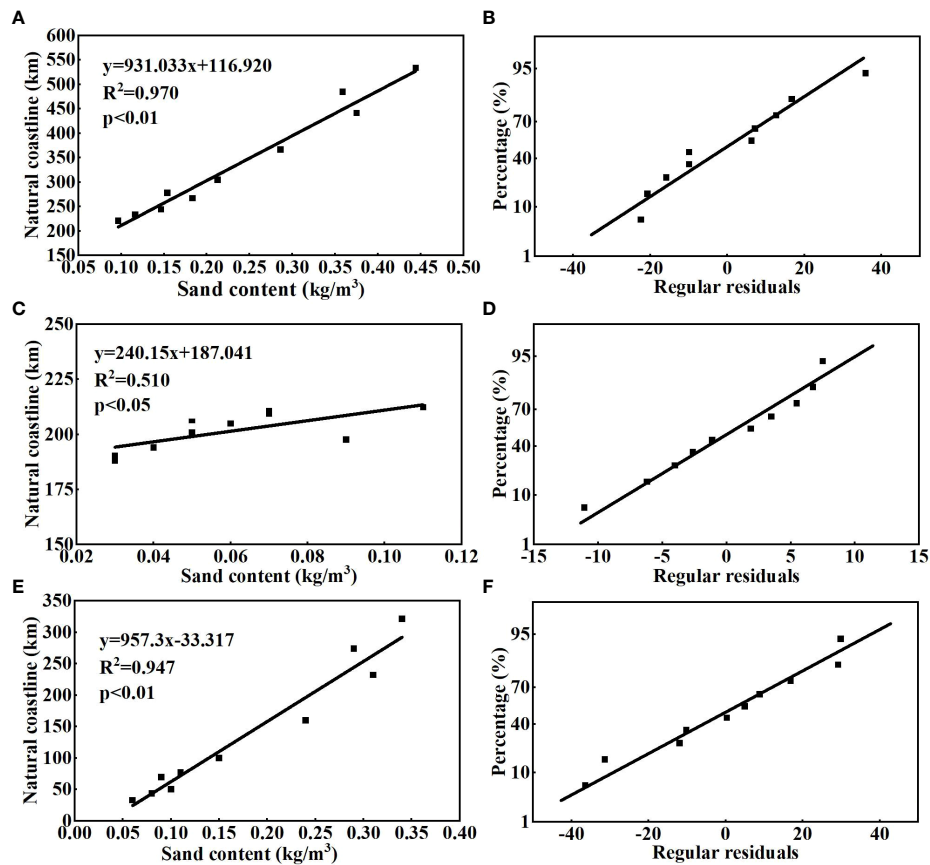 A
600
550
500
450
400
350
300
250
200
150
Natural coastline (km)
y=931.033x+116.920
R²=0.970
p<0.01
0.05 0.10 0.15 0.20 0.25 0.30 0.35 0.40 0.45 0.50
Sand content (kg/m³)
B
95
70
40
10
1
Percentage (%)
-40 -20 0 20 40
Regular residuals
C
250
225
200
175
150
Natural coastline (km)
y=240.15x+187.041
R²=0.510
p<0.05
0.02 0.04 0.06 0.08 0.10 0.12
Sand content (kg/m³)
D
95
70
40
10
1
Percentage (%)
-15 -10 -5 0 5 10 15
Regular residuals
E
350
300
250
200
150
100
50
0
Natural coastline (km)
y=957.3x-33.317
R²=0.947
p<0.01
0.00 0.05 0.10 0.15 0.20 0.25 0.30 0.35 0.40
Sand content (kg/m³)
F
95
70
40
10
1
Percentage (%)
-40 -20 0 20 40
Regular residuals